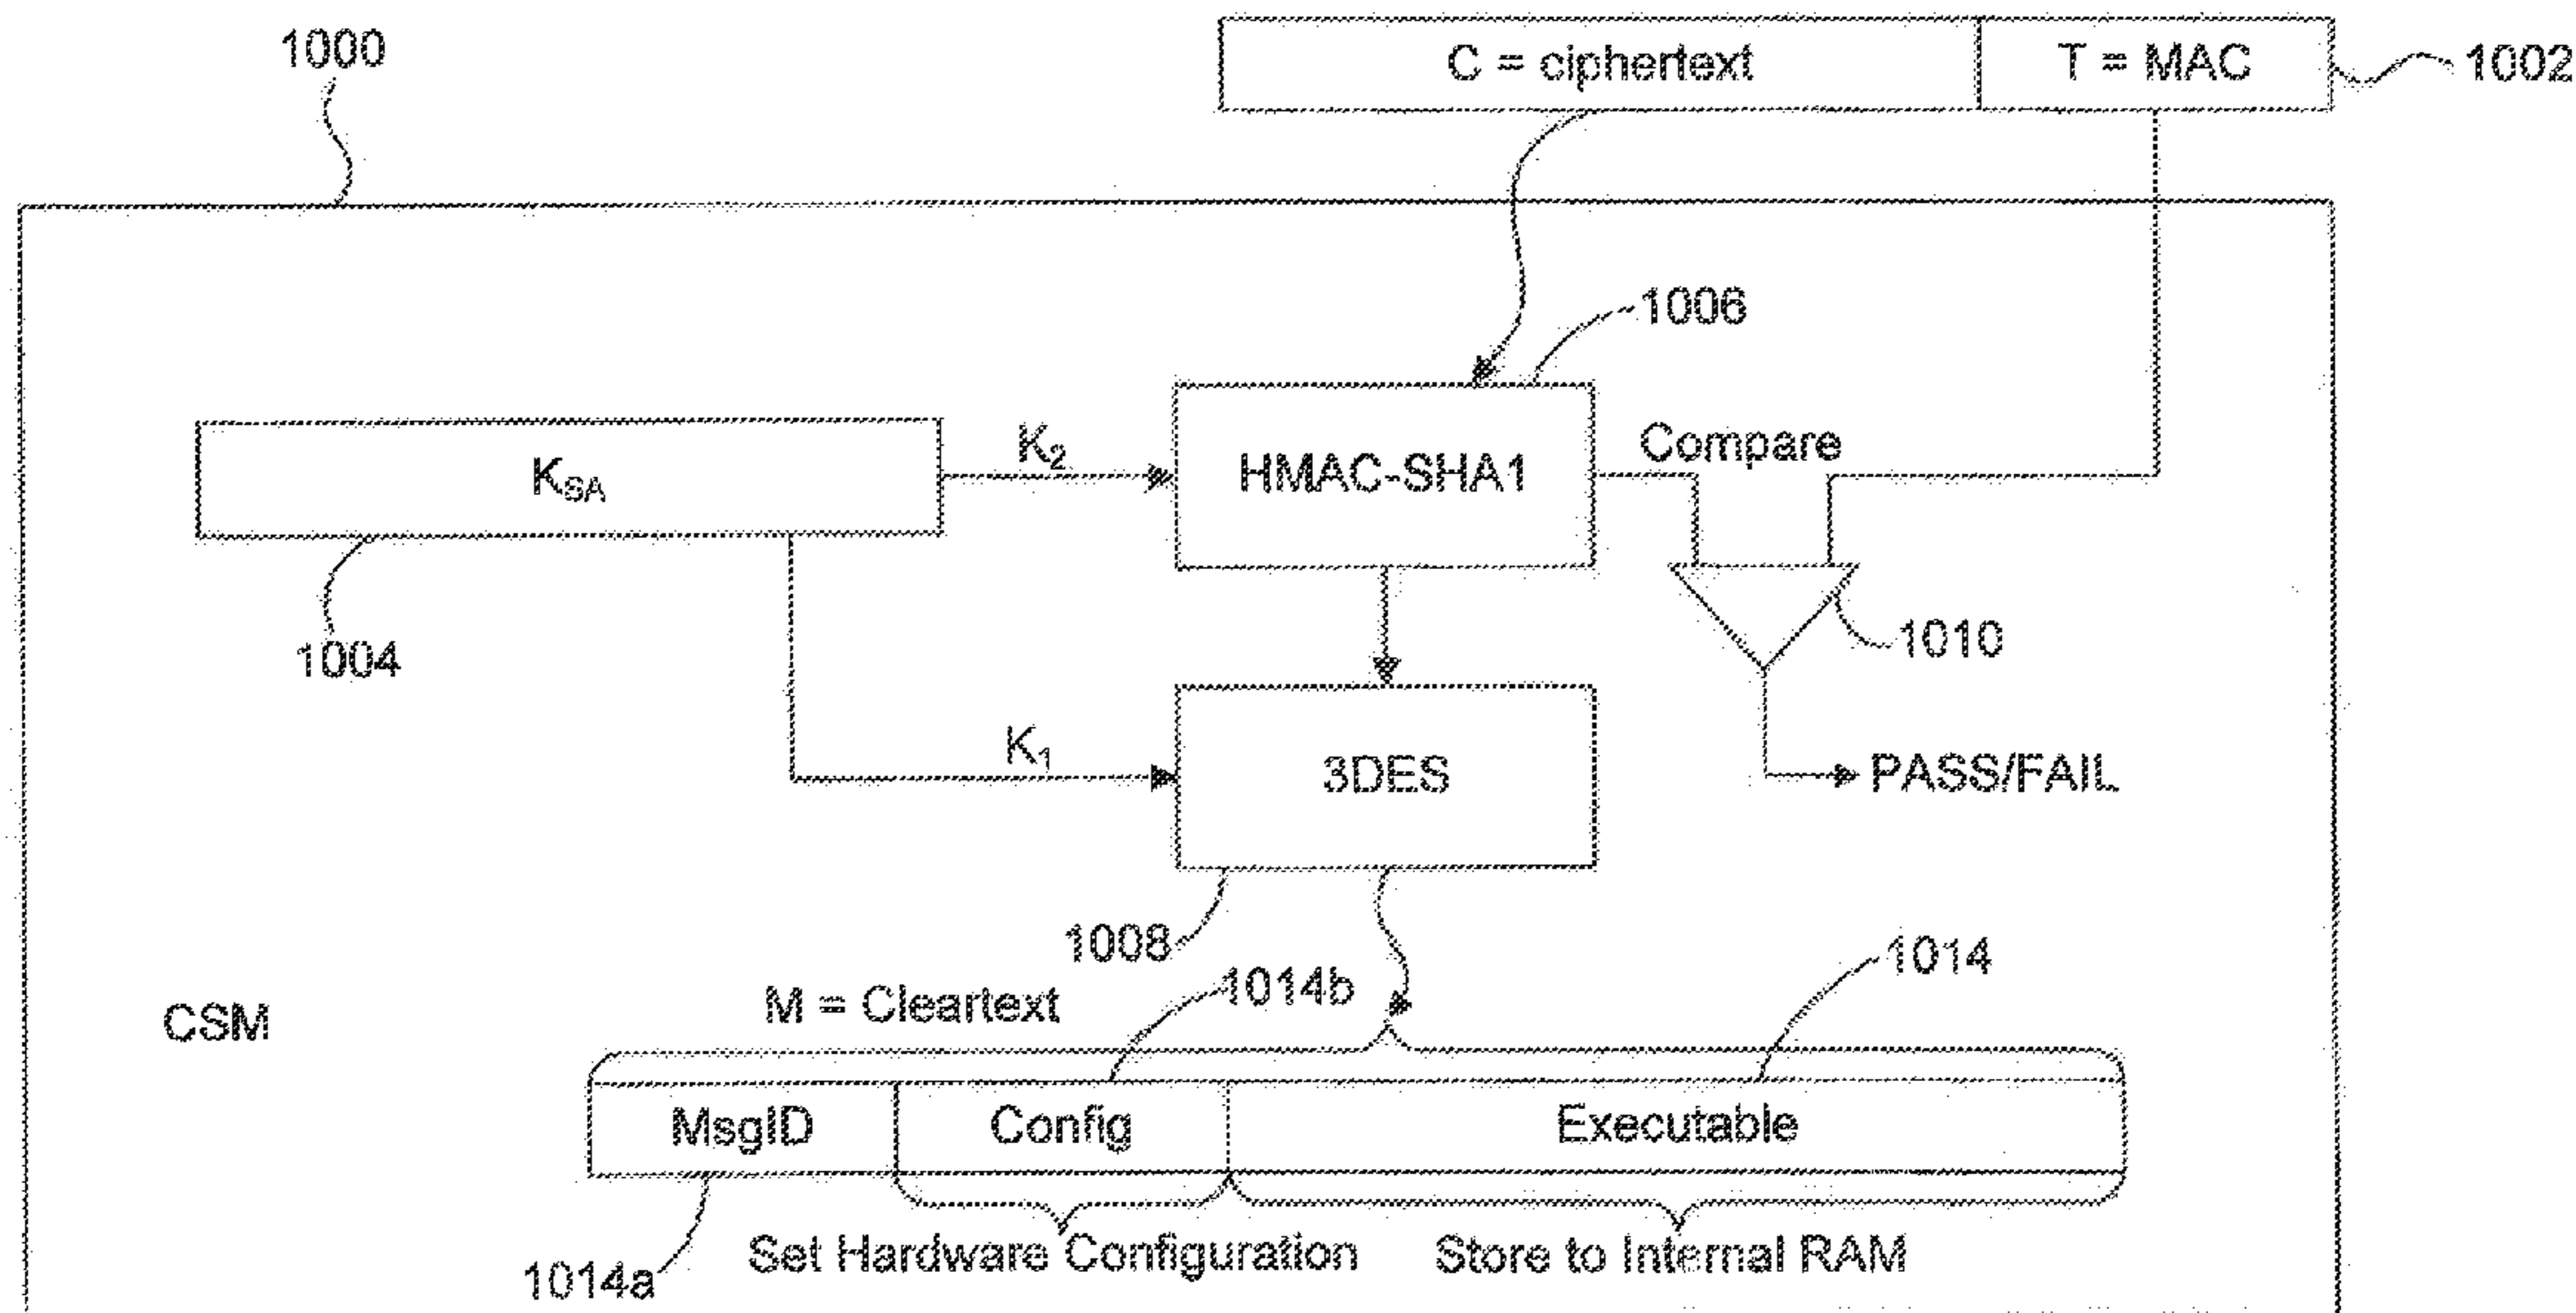 1000
C = ciphertext
T = MAC
1002
1006
K₂
Compare
K_SA
HMAC-SHA1
1004
1010
K₁
3DES
PASS/FAIL
1008
1014
M = Cleartext
1014b
CSM
MsgID
Config
Executable
Set Hardware Configuration
Store to Internal RAM
1014a